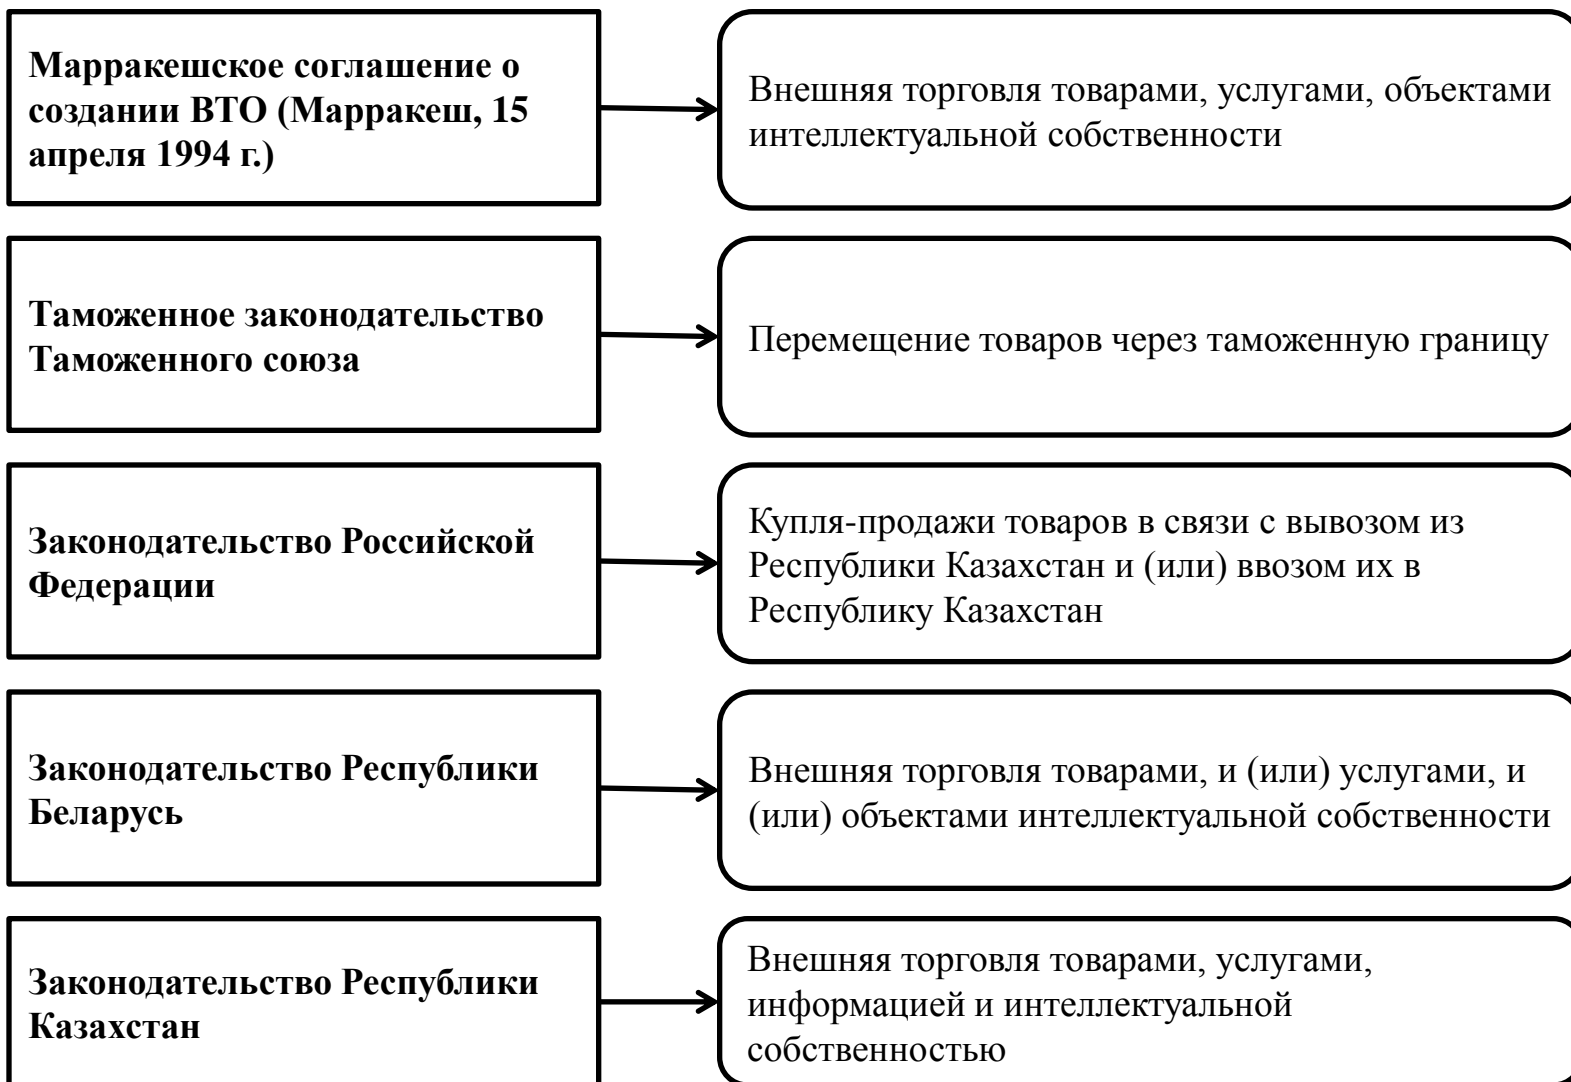 Марракешское соглашение о
создании ВТО (Марракеш, 15
апреля 1994 г.)
Внешняя торговля товарами, услугами, объектами
интеллектуальной собственности
Таможенное законодательство
Таможенного союза
Перемещение товаров через таможенную границу
Законодательство Российской
Федерации
Купля-продажи товаров в связи с вывозом из
Республики Казахстан и (или) ввозом их в
Республику Казахстан
Законодательство Республики
Беларусь
Внешняя торговля товарами, и (или) услугами, и
(или) объектами интеллектуальной собственности
Законодательство Республики
Казахстан
Внешняя торговля товарами, услугами,
информацией и интеллектуальной
собственностью